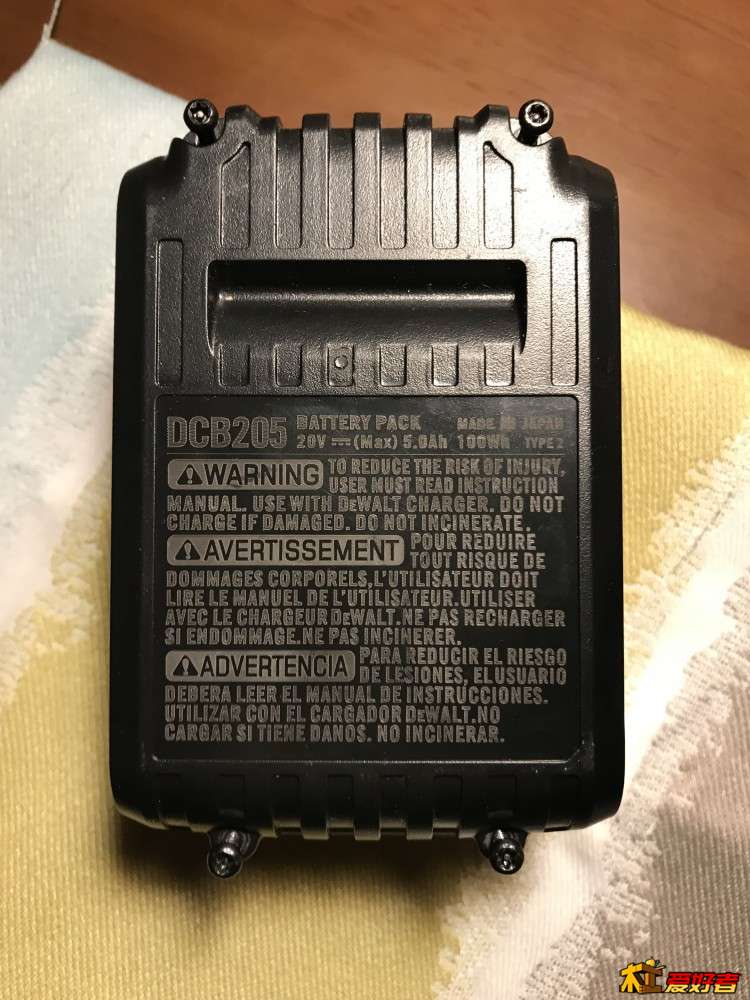 DCB205 BATTERY PACK MADE IN JAPAN
20V ⎓ (Max) 5.0Ah 100Wh TYPE 2
⚠WARNING TO REDUCE THE RISK OF INJURY,
USER MUST READ INSTRUCTION
MANUAL. USE WITH DeWALT CHARGER. DO NOT
CHARGE IF DAMAGED. DO NOT INCINERATE.
⚠AVERTISSEMENT POUR REDUIRE
TOUT RISQUE DE
DOMMAGES CORPORELS,L'UTILISATEUR DOIT
LIRE LE MANUEL DE L'UTILISATEUR.UTILISER
AVEC LE CHARGEUR DeWALT.NE PAS RECHARGER
SI ENDOMMAGE.NE PAS INCINERER.
⚠ADVERTENCIA PARA REDUCIR EL RIESGO
DE LESIONES, EL USUARIO
DEBERA LEER EL MANUAL DE INSTRUCCIONES.
UTILIZAR CON EL CARGADOR DeWALT.NO
CARGAR SI TIENE DANOS. NO INCINERAR.
爱好者